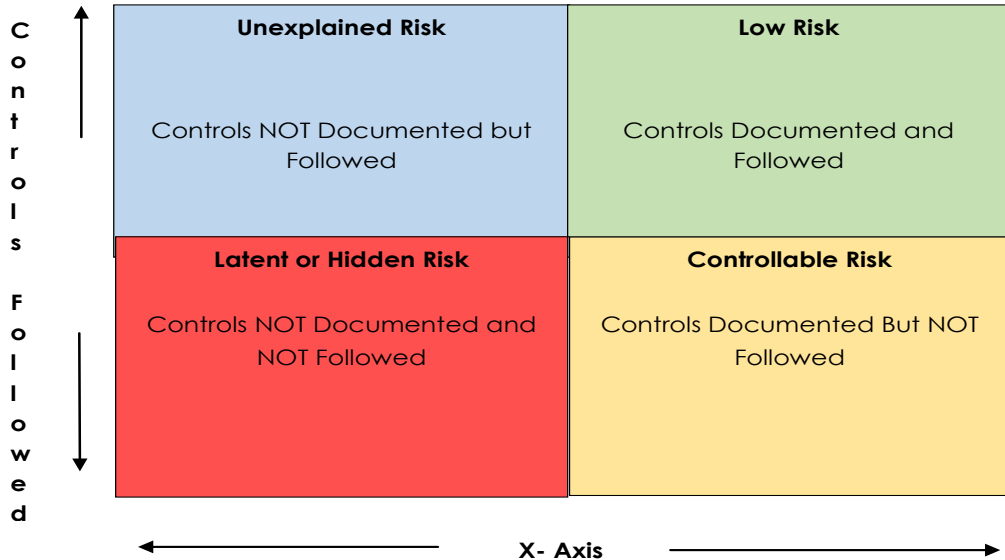 Controls Followed
Unexplained Risk
Controls NOT Documented but
Followed
Low Risk
Controls Documented and
Followed
Latent or Hidden Risk
Controls NOT Documented and
NOT Followed
Controllable Risk
Controls Documented But NOT
Followed
X- Axis